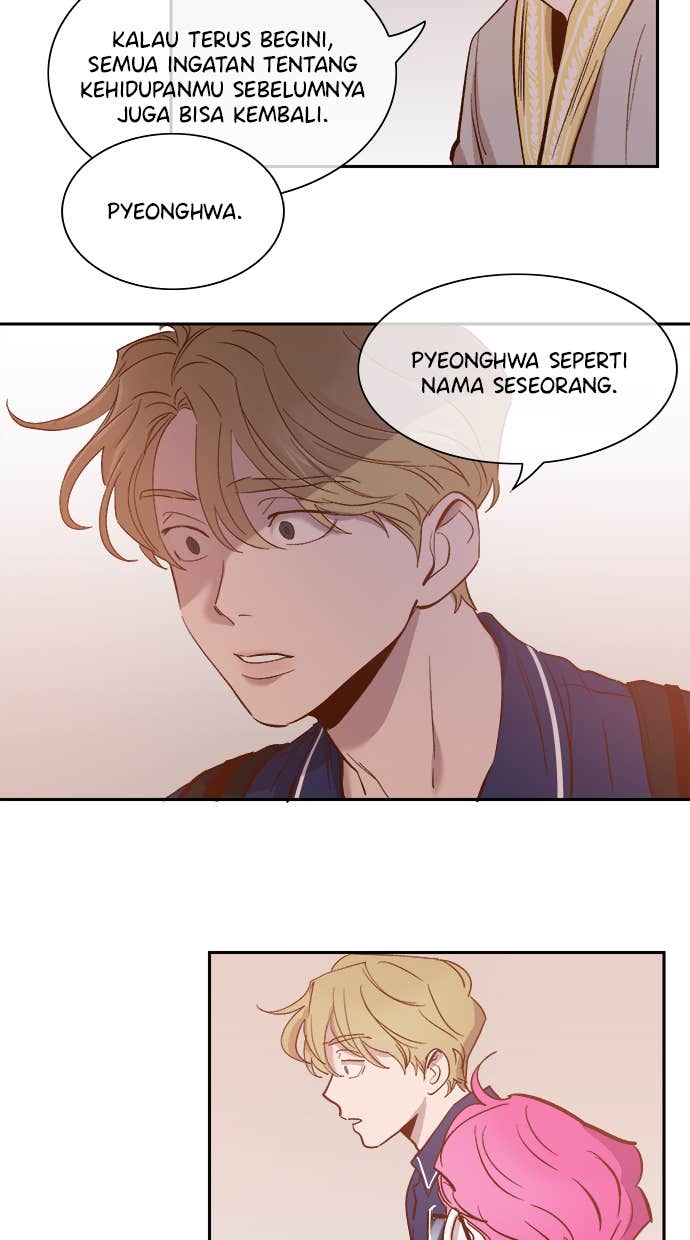 KALAU TERUS BEGINI,
SEMUA INGATAN TENTANG
KEHIDUPANMU SEBELUMNYA
JUGA BISA KEMBALI.
PYEONGHWA.
PYEONGHWA SEPERTI
NAMA SESEORANG.